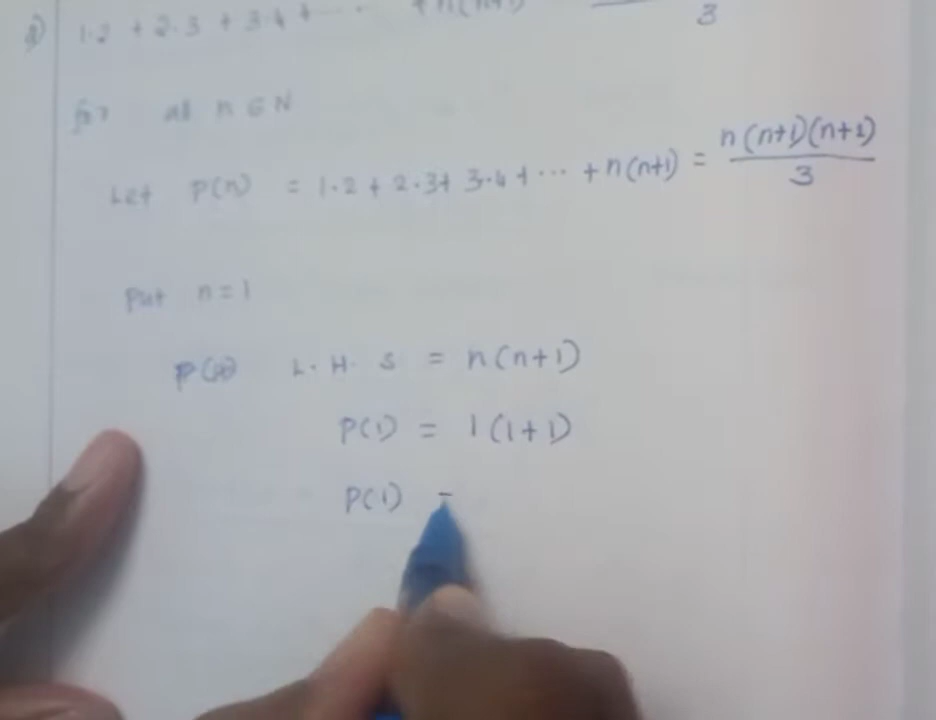 1.2 + 2.3 + 3.4 + ... + n(n+1) 3
for all n ∈ N
Let P(n) = 1.2 + 2.3 + 3.4 + ... + n(n+1) = n(n+1)(n+2)/3
Put n = 1
L.H.S = n(n+1)
P(1) = 1(1+1)
P(1) -